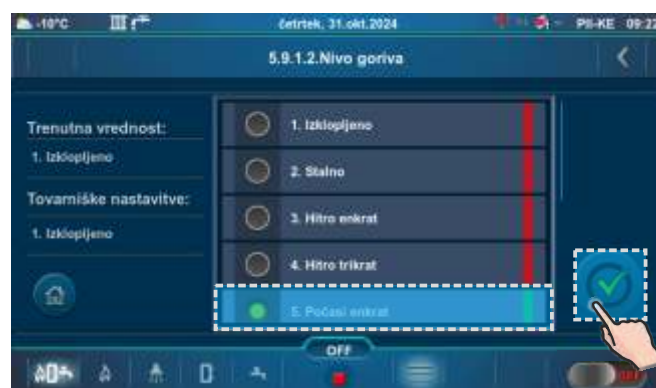 -10°C četrtek, 31.okt.2024 PII-KE 09:22
5.9.1.2.Nivo goriva
Trenutna vrednost:
1. Izklopljeno
Tovarniške nastavitve:
1. Izklopljeno
1. Izklopljeno
2. Stalno
3. Hitro enkrat
4. Hitro trikrat
5. Počasi enkrat
OFF
OFF